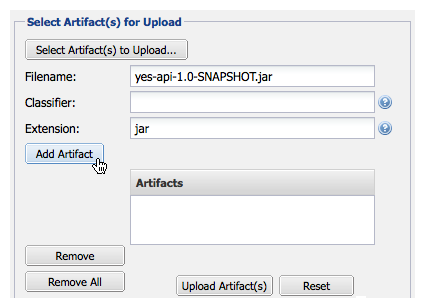 Select Artifact(s) for Upload
Select Artifact(s) to Upload...
Filename: yes-api-1.0-SNAPSHOT.jar
Classifier:
Extension: jar
Add Artifact
Artifacts
Remove
Remove All Upload Artifact(s) Reset